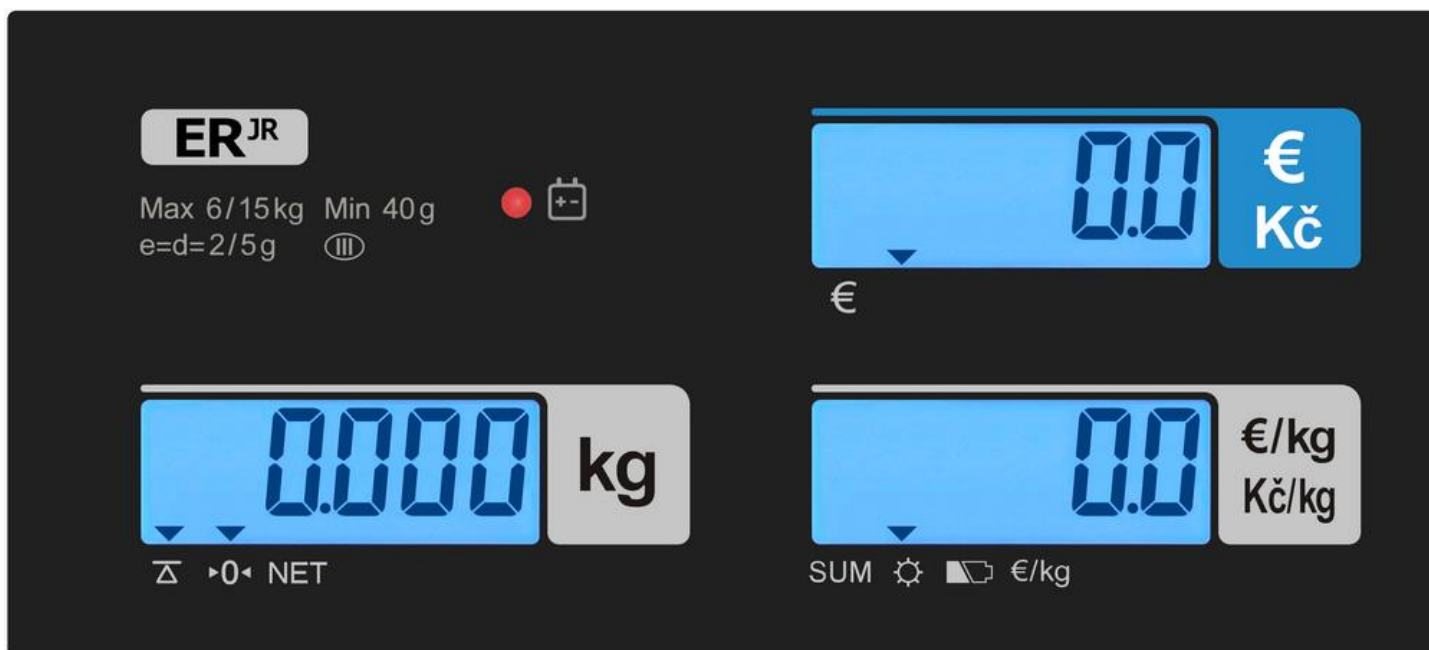 ER JR
Max 6/15kg Min 40g
e=d=2/5g III
0.0
€
Kč
€
0.000
kg
▸0◂ NET
0.0
€/kg
Kč/kg
SUM €/kg